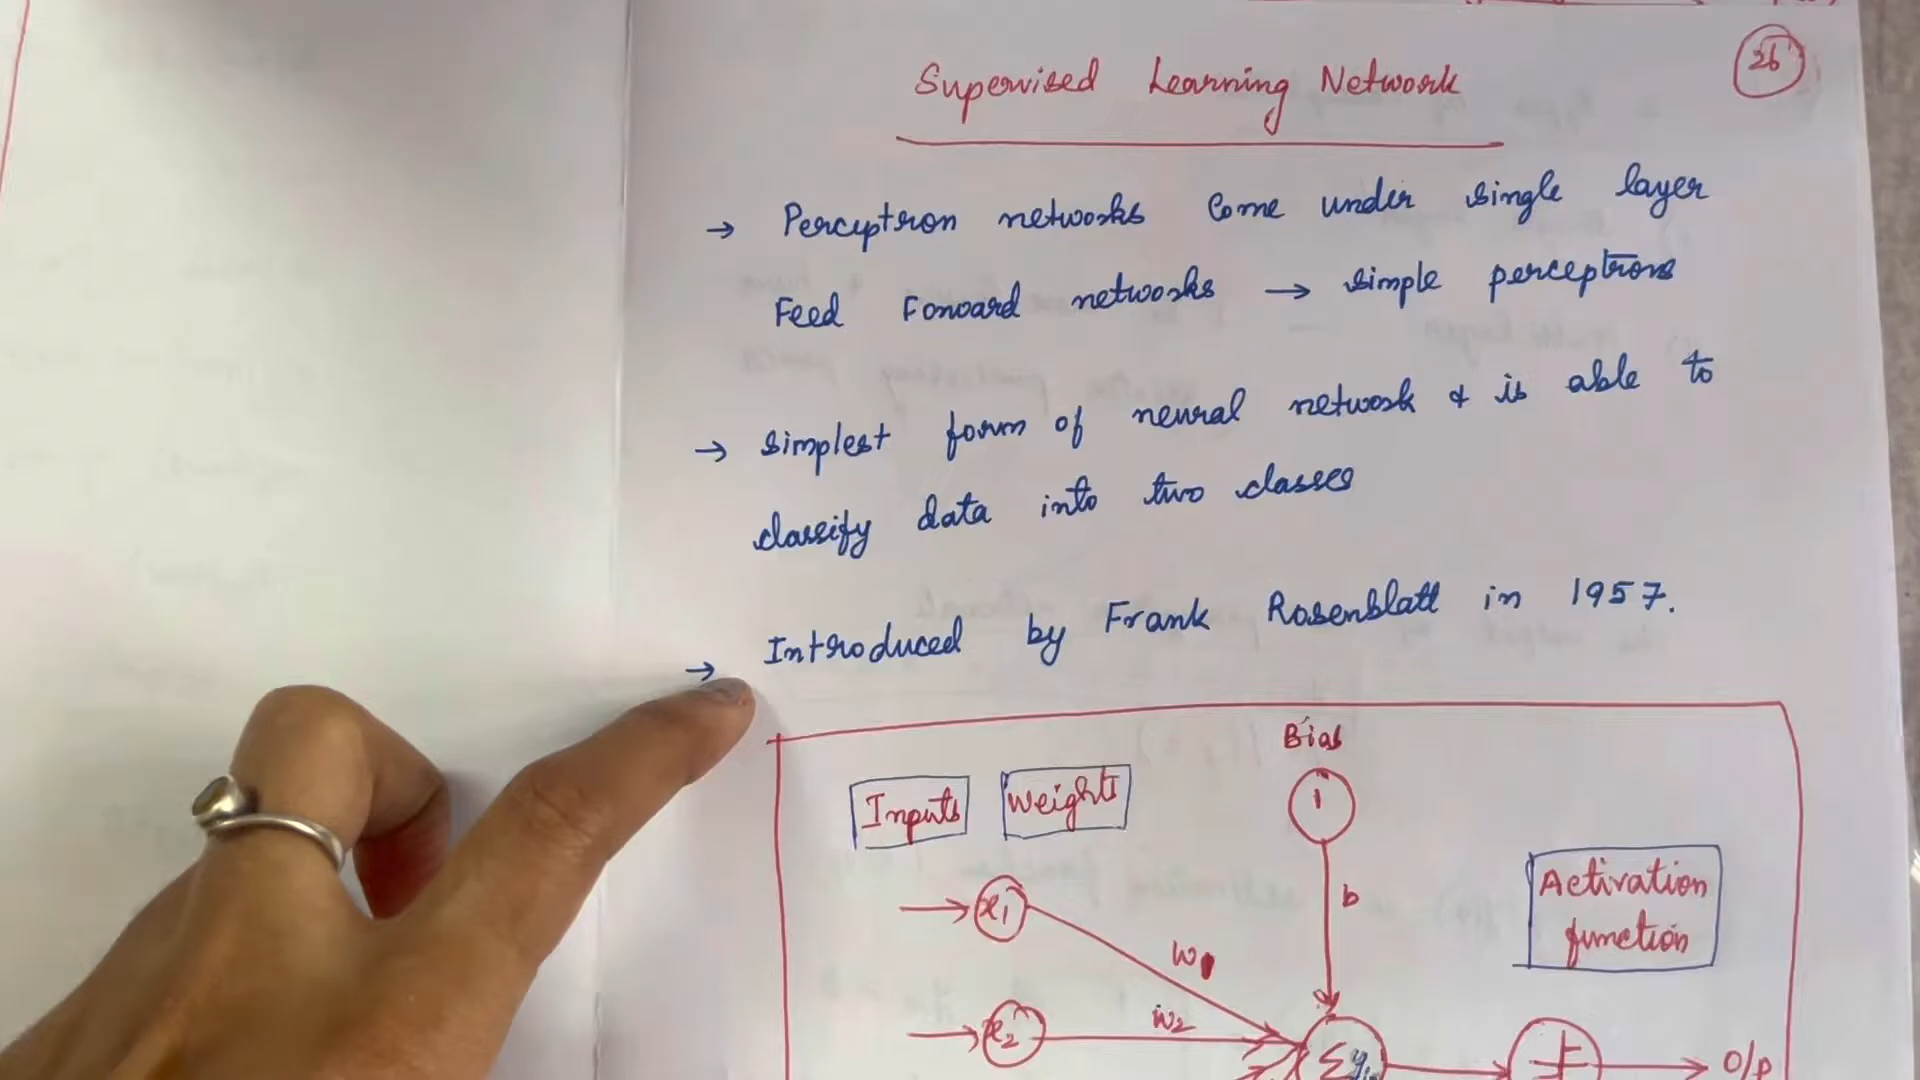 26
Supervised Learning Network
→ Perceptron networks come under single layer
Feed Forward networks → simple perceptrons
→ simplest form of neural network & is able to
classify data into two classes
→ Introduced by Frank Rosenblatt in 1957.
Bias
Inputs
Weights
1
Activation
function
b
x1
w1
x2
w2
Σ yin
O/P